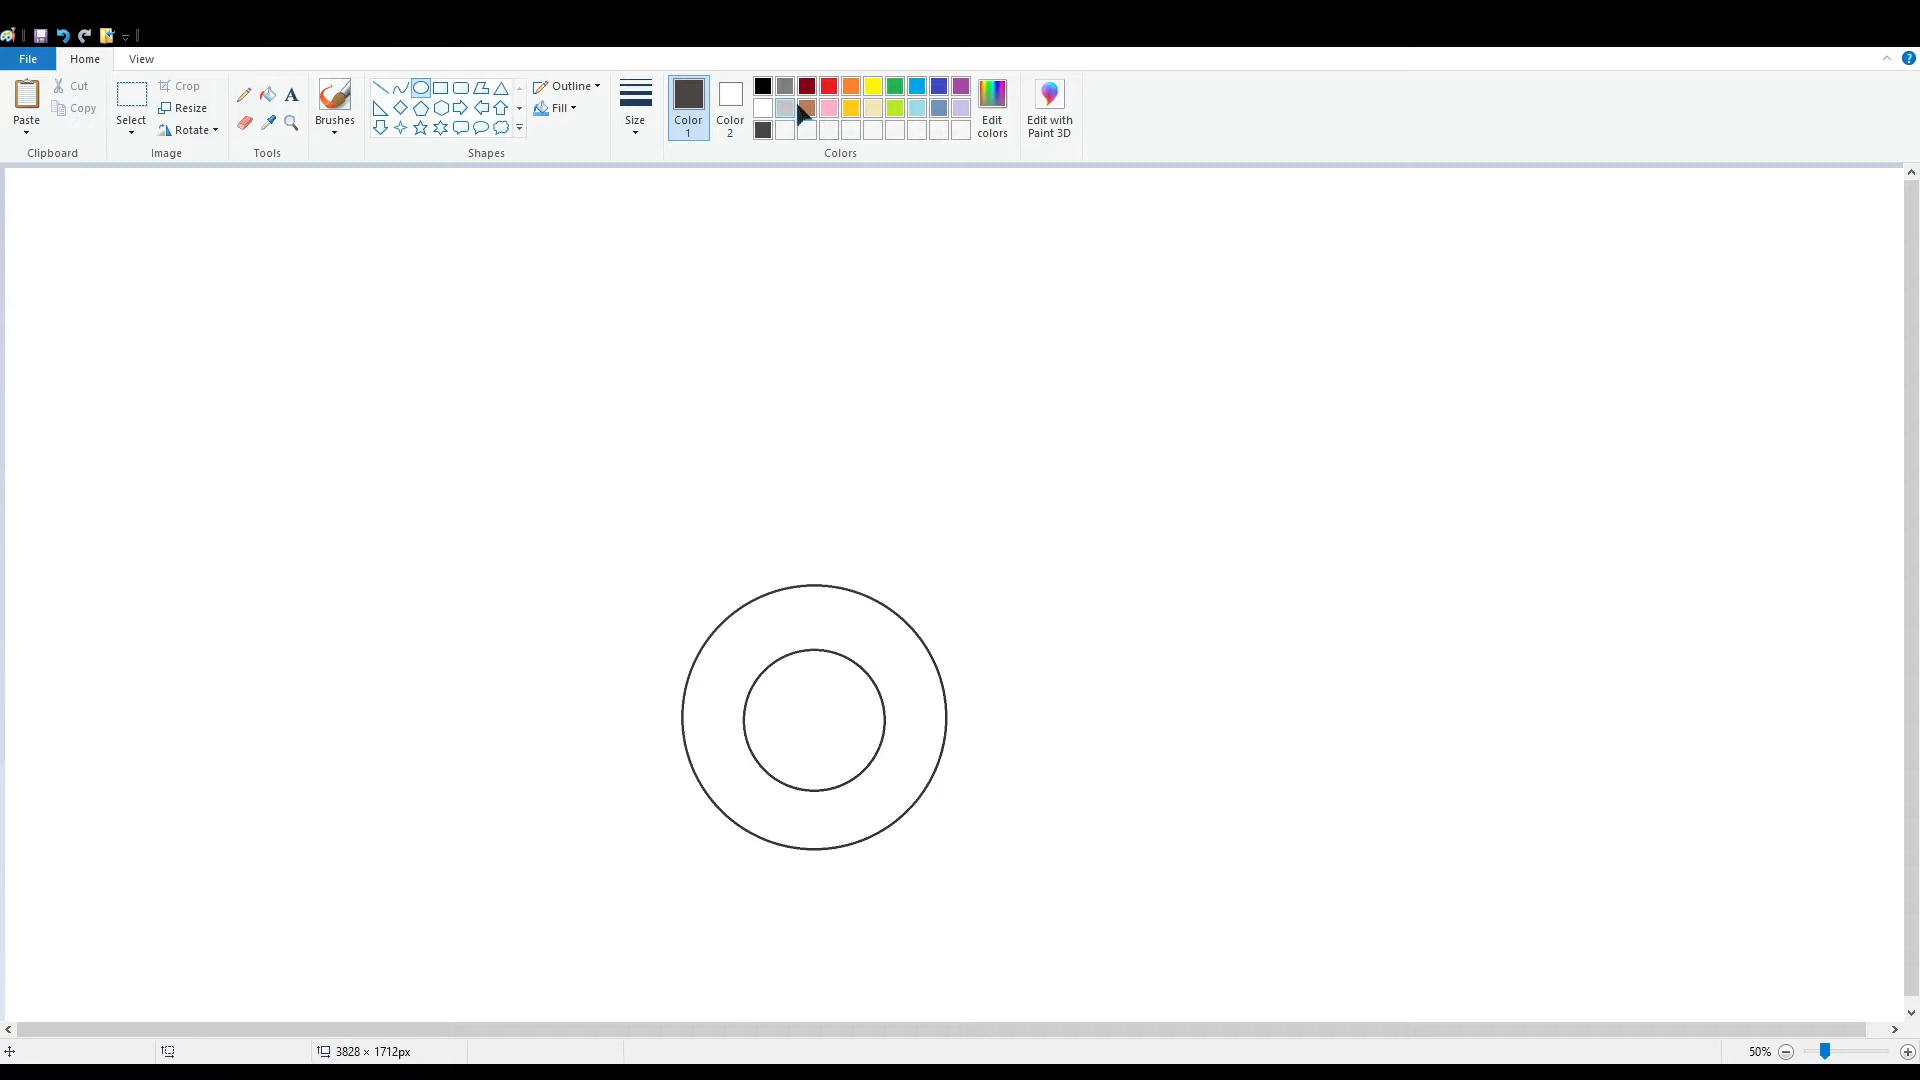 File Home View
Paste
Cut
Copy
Clipboard
Select
Crop
Resize
Rotate
Image
A
Tools
Brushes
Outline
Fill
Shapes
Size
Color
1
Color
2
Edit
colors
Colors
Edit with
Paint 3D
?
3828 × 1712px
50%